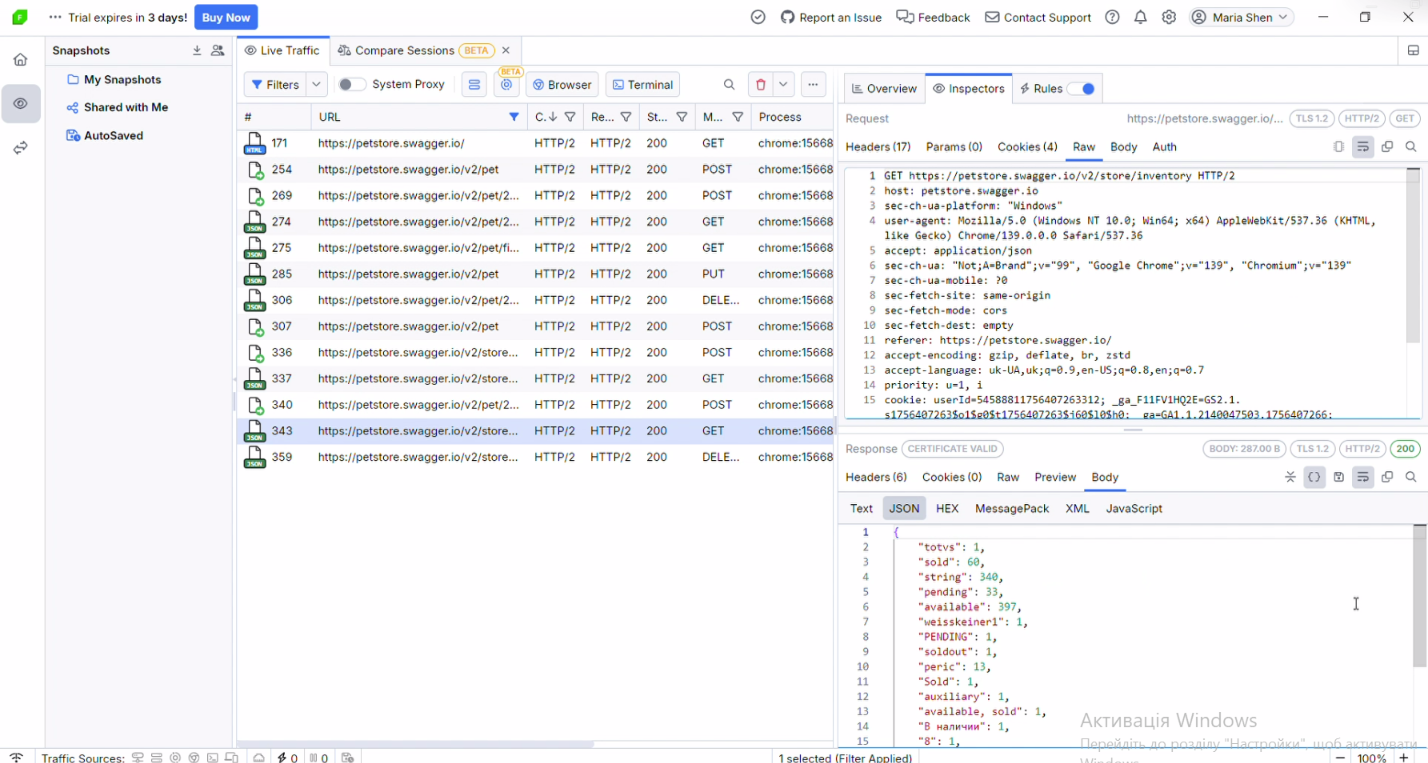 Trial expires in 3 days! Buy Now Report an Issue Feedback Contact Support Maria Shen
Snapshots
My Snapshots
Shared with Me
AutoSaved
Live Traffic Compare Sessions BETA
Filters System Proxy BETA Browser Terminal
# URL C. Re... St... M... Process
HTML 171 https://petstore.swagger.io/ HTTP/2 HTTP/2 200 GET chrome:15668
254 https://petstore.swagger.io/v2/pet HTTP/2 HTTP/2 200 POST chrome:15668
269 https://petstore.swagger.io/v2/pet/2... HTTP/2 HTTP/2 200 POST chrome:15668
JSON 274 https://petstore.swagger.io/v2/pet/2... HTTP/2 HTTP/2 200 GET chrome:15668
JSON 275 https://petstore.swagger.io/v2/pet/fi... HTTP/2 HTTP/2 200 GET chrome:15668
JSON 285 https://petstore.swagger.io/v2/pet HTTP/2 HTTP/2 200 PUT chrome:15668
JSON 306 https://petstore.swagger.io/v2/pet/2... HTTP/2 HTTP/2 200 DELE... chrome:15668
307 https://petstore.swagger.io/v2/pet HTTP/2 HTTP/2 200 POST chrome:15668
336 https://petstore.swagger.io/v2/store... HTTP/2 HTTP/2 200 POST chrome:15668
JSON 337 https://petstore.swagger.io/v2/store... HTTP/2 HTTP/2 200 GET chrome:15668
340 https://petstore.swagger.io/v2/pet/2... HTTP/2 HTTP/2 200 POST chrome:15668
JSON 343 https://petstore.swagger.io/v2/store... HTTP/2 HTTP/2 200 GET chrome:15668
JSON 359 https://petstore.swagger.io/v2/store... HTTP/2 HTTP/2 200 DELE... chrome:15668
Overview Inspectors Rules
Request https://petstore.swagger.io/... TLS 1.2 HTTP/2 GET
Headers (17) Params (0) Cookies (4) Raw Body Auth
1 GET https://petstore.swagger.io/v2/store/inventory HTTP/2
2 host: petstore.swagger.io
3 sec-ch-ua-platform: "Windows"
4 user-agent: Mozilla/5.0 (Windows NT 10.0; Win64; x64) AppleWebKit/537.36 (KHTML,
like Gecko) Chrome/139.0.0.0 Safari/537.36
5 accept: application/json
6 sec-ch-ua: "Not;A=Brand";v="99", "Google Chrome";v="139", "Chromium";v="139"
7 sec-ch-ua-mobile: ?0
8 sec-fetch-site: same-origin
9 sec-fetch-mode: cors
10 sec-fetch-dest: empty
11 referer: https://petstore.swagger.io/
12 accept-encoding: gzip, deflate, br, zstd
13 accept-language: uk-UA,uk;q=0.9,en-US;q=0.8,en;q=0.7
14 priority: u=1, i
15 cookie: userId=54588811756407263312; _ga_F11FV1HQ2E=GS2.1.
s1756407263$o1$g0$t1756407263$j60$l0$h0; _ga=GA1.1.2140047503.1756407266;
Response CERTIFICATE VALID BODY: 287.00 B TLS 1.2 HTTP/2 200
Headers (6) Cookies (0) Raw Preview Body
Text JSON HEX MessagePack XML JavaScript
1 {
2 "totvs": 1,
3 "sold": 60,
4 "string": 340,
5 "pending": 33,
6 "available": 397,
7 "weisskeiner1": 1,
8 "PENDING": 1,
9 "soldout": 1,
10 "peric": 13,
11 "Sold": 1,
12 "auxiliary": 1,
13 "available, sold": 1,
14 "В наличии": 1,
15 "8": 1,
Активація Windows
Перейдіть до розділу "Настройки", щоб активувати
Windows
Traffic Sources: 0 0 1 selected (Filter Applied) 100%